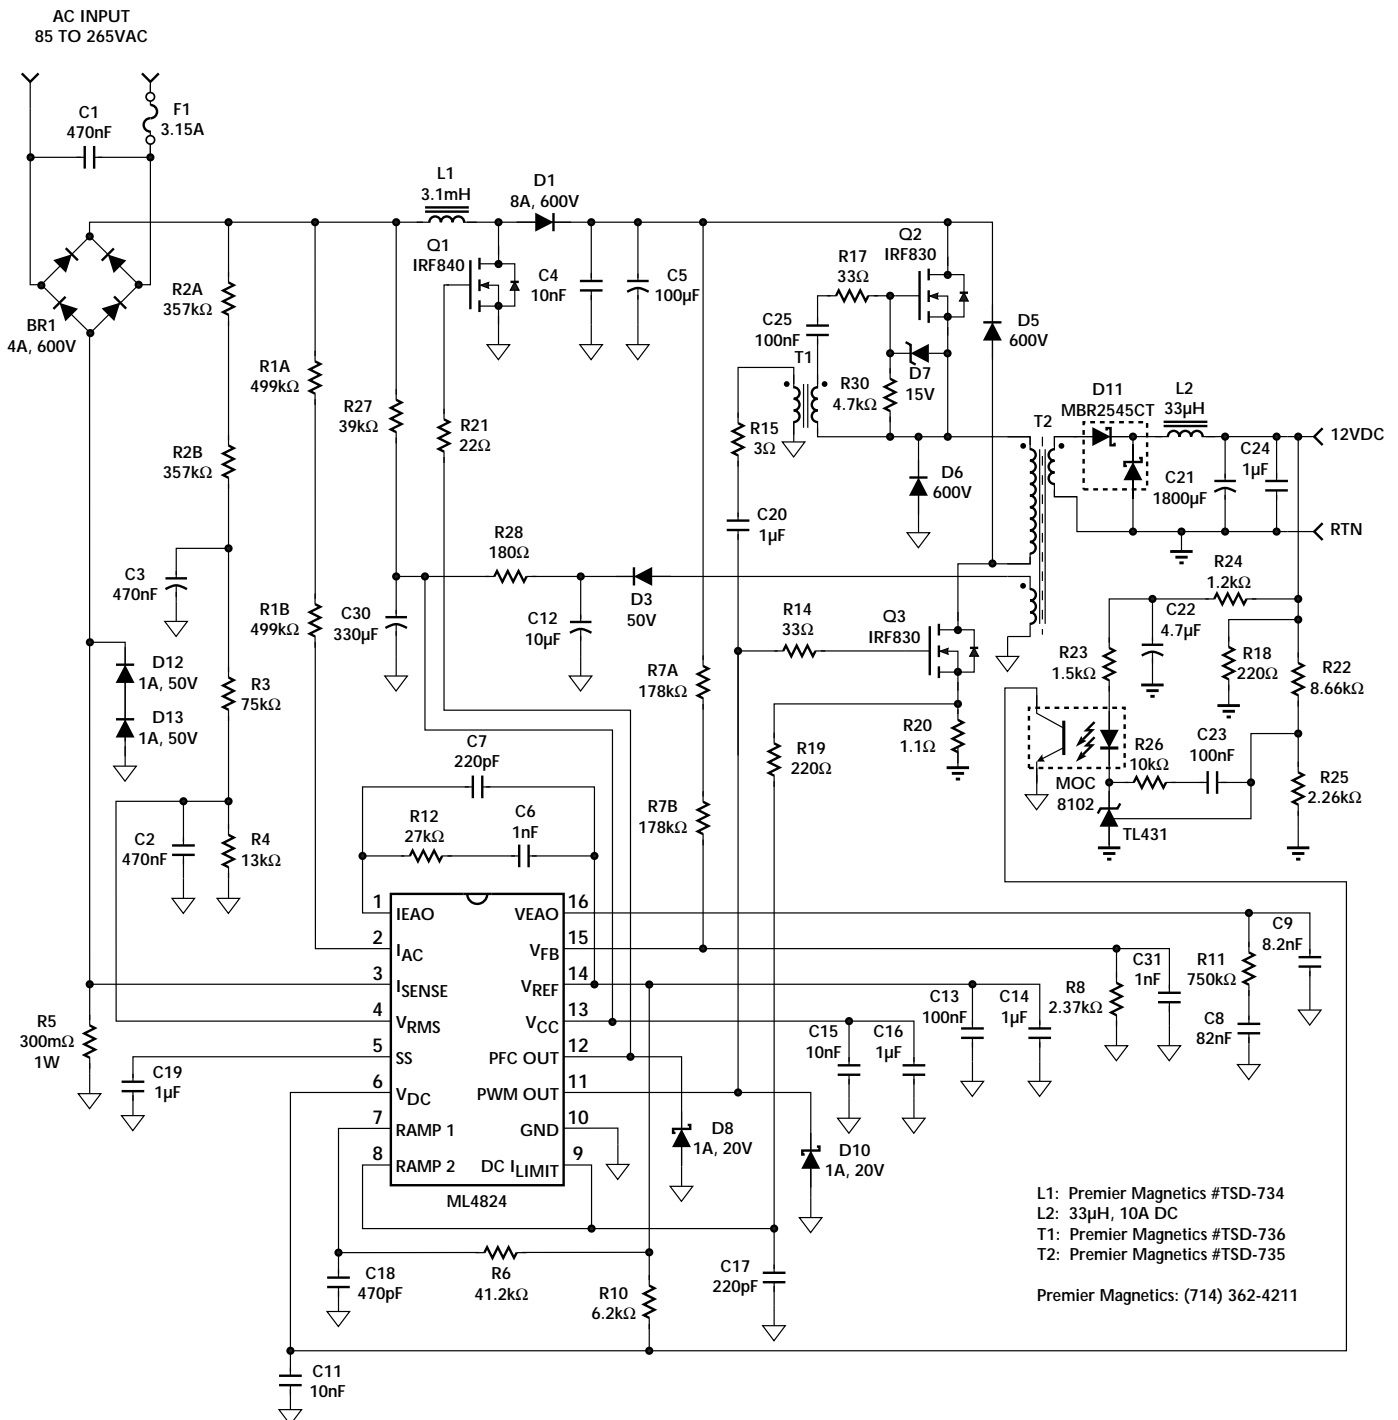 AC INPUT
85 TO 265VAC
C1
470nF
F1
3.15A
L1
3.1mH
D1
8A, 600V
Q1
IRF840
C4
10nF
C5
100µF
R17
33Ω
Q2
IRF830
C25
100nF
T1
D7
15V
R30
4.7kΩ
D5
600V
BR1
4A, 600V
R2A
357kΩ
R1A
499kΩ
R27
39kΩ
R21
22Ω
R15
3Ω
D6
600V
T2
D11
MBR2545CT
L2
33µH
12VDC
C21
1800µF
C24
1µF
RTN
R2B
357kΩ
C20
1µF
R28
180Ω
C3
470nF
R1B
499kΩ
C30
330µF
C12
10µF
D3
50V
R14
33Ω
Q3
IRF830
R24
1.2kΩ
C22
4.7µF
R23
1.5kΩ
R18
220Ω
R22
8.66kΩ
D12
1A, 50V
D13
1A, 50V
R3
75kΩ
R7A
178kΩ
R20
1.1Ω
R19
220Ω
C7
220pF
R26
10kΩ
C23
100nF
MOC
8102
R25
2.26kΩ
TL431
C2
470nF
R4
13kΩ
R12
27kΩ
C6
1nF
R7B
178kΩ
1 IEAO VEAO 16
2 IAC VFB 15
3 ISENSE VREF 14
4 VRMS VCC 13
5 SS PFC OUT 12
6 VDC PWM OUT 11
7 RAMP 1 GND 10
8 RAMP 2 DC ILIMIT 9
ML4824
C9
8.2nF
R11
750kΩ
C31
1nF
R8
2.37kΩ
C8
82nF
C13
100nF
C14
1µF
C15
10nF
C16
1µF
R5
300mΩ
1W
C19
1µF
D8
1A, 20V
D10
1A, 20V
C18
470pF
R6
41.2kΩ
R10
6.2kΩ
C17
220pF
C11
10nF
L1: Premier Magnetics #TSD-734
L2: 33µH, 10A DC
T1: Premier Magnetics #TSD-736
T2: Premier Magnetics #TSD-735
Premier Magnetics: (714) 362-4211